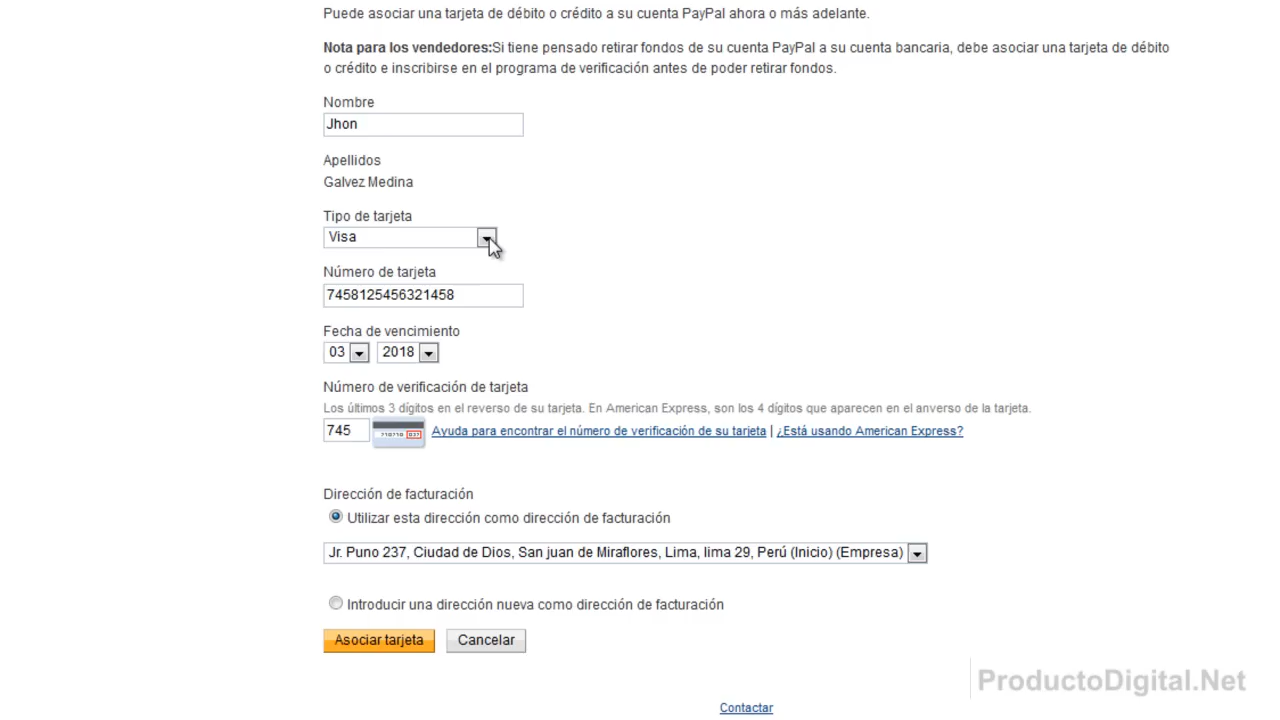 Puede asociar una tarjeta de débito o crédito a su cuenta PayPal ahora o más adelante.
Nota para los vendedores:Si tiene pensado retirar fondos de su cuenta PayPal a su cuenta bancaria, debe asociar una tarjeta de débito
o crédito e inscribirse en el programa de verificación antes de poder retirar fondos.
Nombre
Jhon
Apellidos
Galvez Medina
Tipo de tarjeta
Visa
Número de tarjeta
7458125456321458
Fecha de vencimiento
03 2018
Número de verificación de tarjeta
Los últimos 3 dígitos en el reverso de su tarjeta. En American Express, son los 4 dígitos que aparecen en el anverso de la tarjeta.
745 Ayuda para encontrar el número de verificación de su tarjeta | ¿Está usando American Express?
Dirección de facturación
Utilizar esta dirección como dirección de facturación
Jr. Puno 237, Ciudad de Dios, San juan de Miraflores, Lima, lima 29, Perú (Inicio) (Empresa)
Introducir una dirección nueva como dirección de facturación
Asociar tarjeta Cancelar
ProductoDigital.Net
Contactar